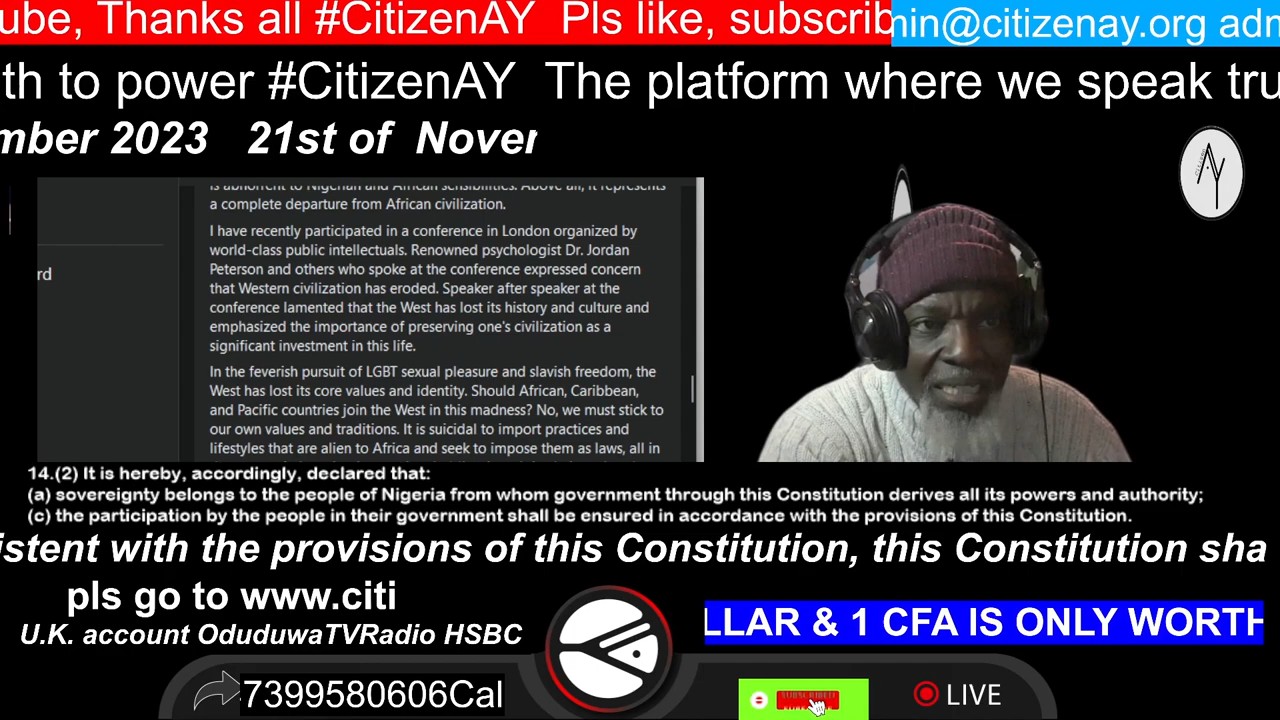 ube, Thanks all #CitizenAY Pls like, subscrib
nin@citizenay.org adn
th to power #CitizenAY The platform where we speak tru
mber 2023 21st of Nover
is abhorrent to Nigerian and African sensibilities. Above all, it represents
a complete departure from African civilization.
I have recently participated in a conference in London organized by
world-class public intellectuals. Renowned psychologist Dr. Jordan
Peterson and others who spoke at the conference expressed concern
that Western civilization has eroded. Speaker after speaker at the
conference lamented that the West has lost its history and culture and
emphasized the importance of preserving one's civilization as a
significant investment in this life.
rd
In the feverish pursuit of LGBT sexual pleasure and slavish freedom, the
West has lost its core values and identity. Should African, Caribbean,
and Pacific countries join the West in this madness? No, we must stick to
our own values and traditions. It is suicidal to import practices and
lifestyles that are alien to Africa and seek to impose them as laws, all in
14.(2) It is hereby, accordingly, declared that:
(a) sovereignty belongs to the people of Nigeria from whom government through this Constitution derives all its powers and authority;
(c) the participation by the people in their government shall be ensured in accordance with the provisions of this Constitution.
istent with the provisions of this Constitution, this Constitution sha
pls go to www.citi
U.K. account OduduwaTVRadio HSBC
LLAR & 1 CFA IS ONLY WORTH
7399580606Cal
LIVE
AY